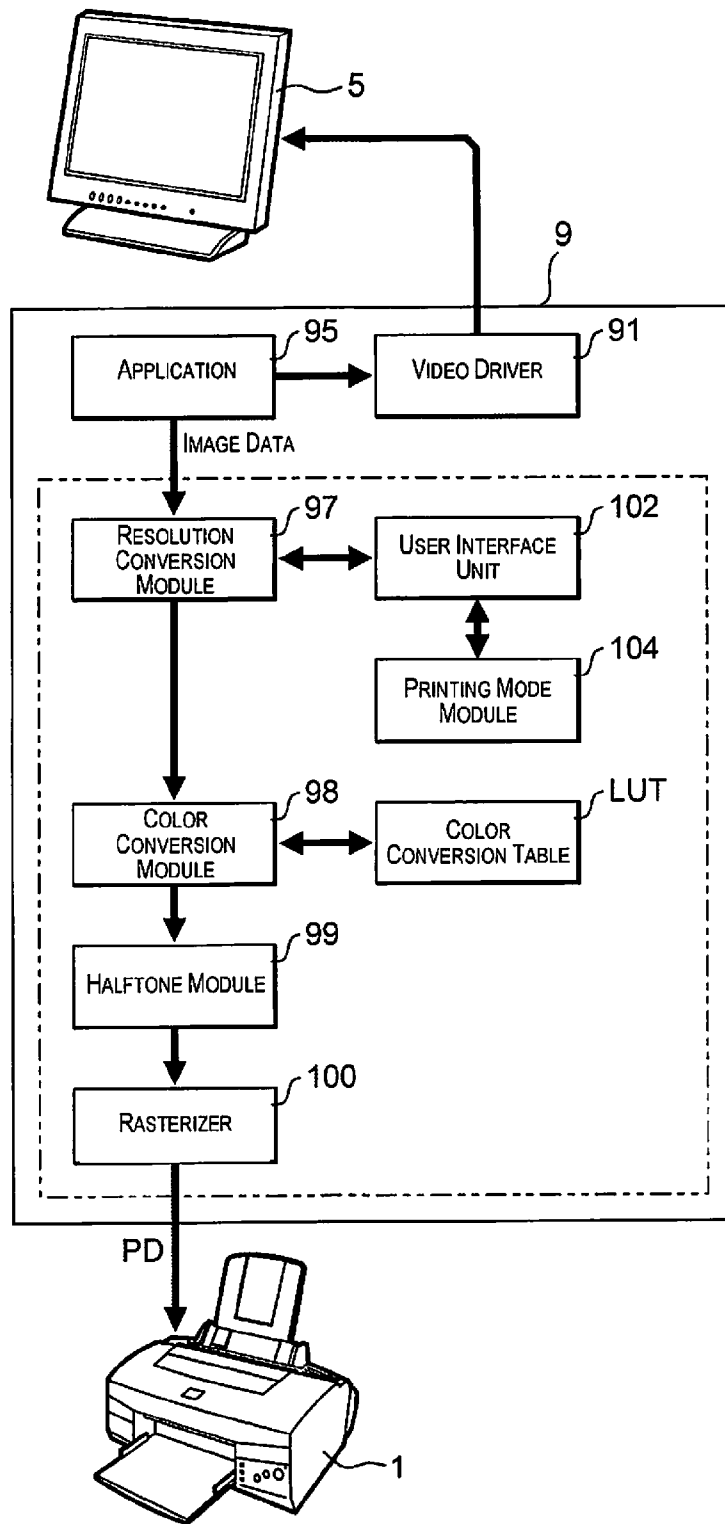 5
9
95
91
APPLICATION
VIDEO DRIVER
IMAGE DATA
97
102
RESOLUTION
CONVERSION
MODULE
USER INTERFACE
UNIT
104
PRINTING MODE
MODULE
98
LUT
COLOR
CONVERSION
MODULE
COLOR
CONVERSION TABLE
99
HALFTONE MODULE
100
RASTERIZER
PD
1